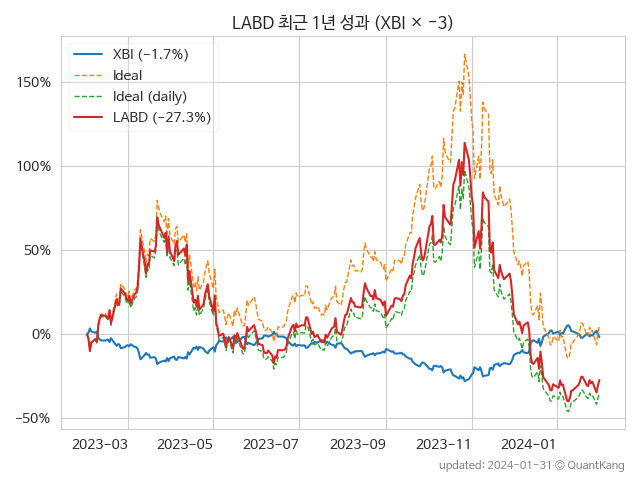 LABD 최근 1년 성과 (XBI × −3)
XBI (−1.7%)
Ideal
Ideal (daily)
LABD (−27.3%)
150%
100%
50%
0%
−50%
2023-03 2023-05 2023-07 2023-09 2023-11 2024-01
updated: 2024-01-31 ⓒ QuantKang